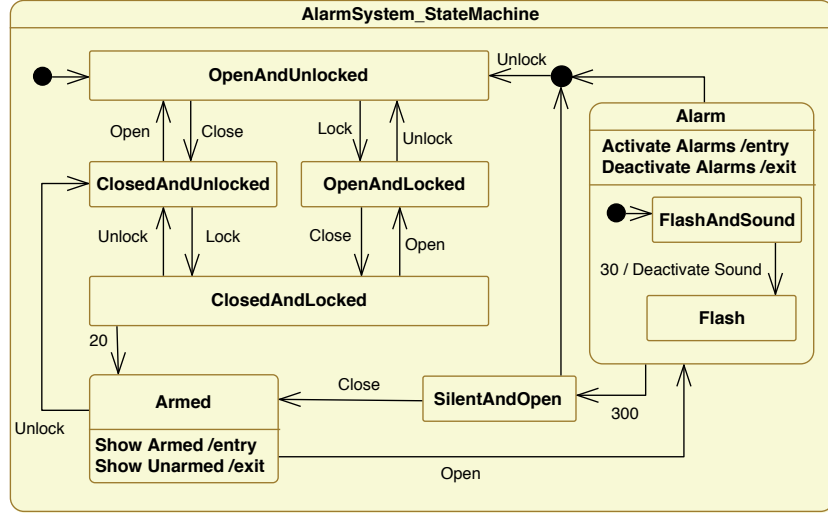 AlarmSystem_StateMachine
OpenAndUnlocked
Unlock
Alarm
Activate Alarms /entry
Deactivate Alarms /exit
Open
Close
Lock
Unlock
ClosedAndUnlocked
OpenAndLocked
FlashAndSound
Unlock
Lock
Close
Open
30 / Deactivate Sound
ClosedAndLocked
Flash
20
Armed
Close
SilentAndOpen
300
Unlock
Show Armed /entry
Show Unarmed /exit
Open